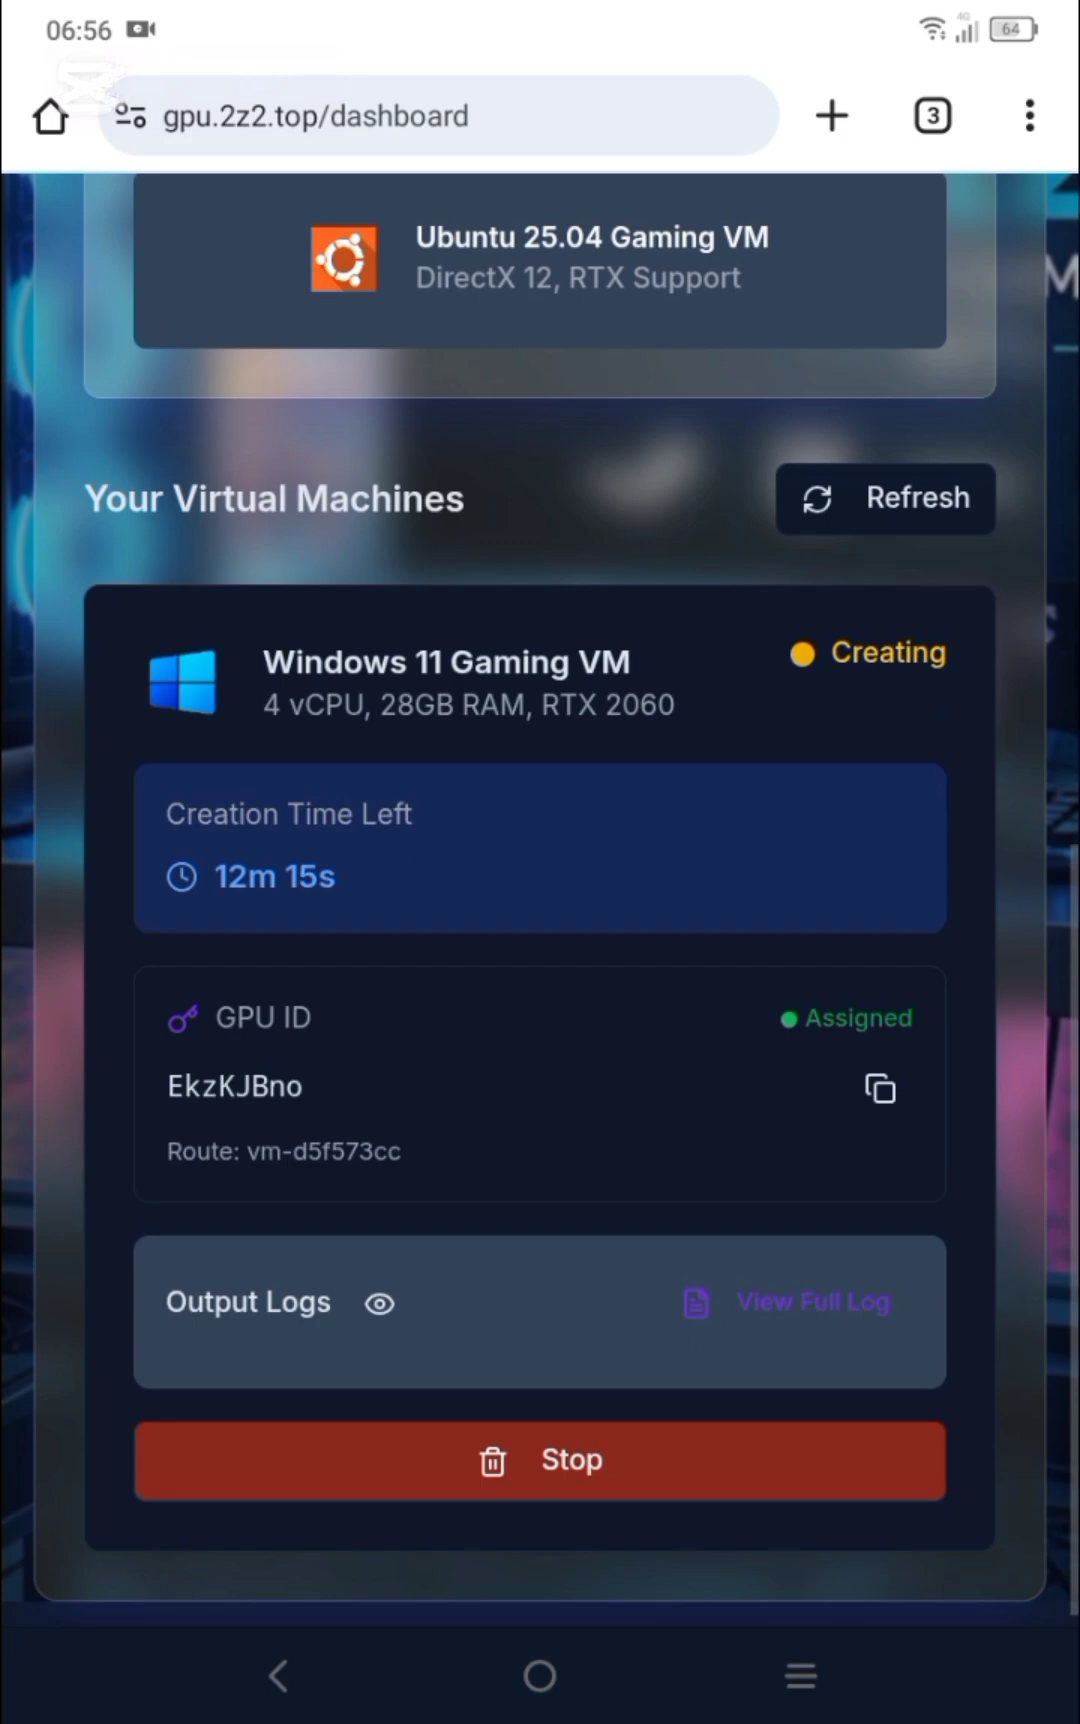 06:56
4G
64
gpu.2z2.top/dashboard
3
Ubuntu 25.04 Gaming VM
DirectX 12, RTX Support
M
Your Virtual Machines
Refresh
Windows 11 Gaming VM
Creating
4 vCPU, 28GB RAM, RTX 2060
Creation Time Left
12m 15s
GPU ID
Assigned
EkzKJBno
Route: vm-d5f573cc
Output Logs
View Full Log
Stop